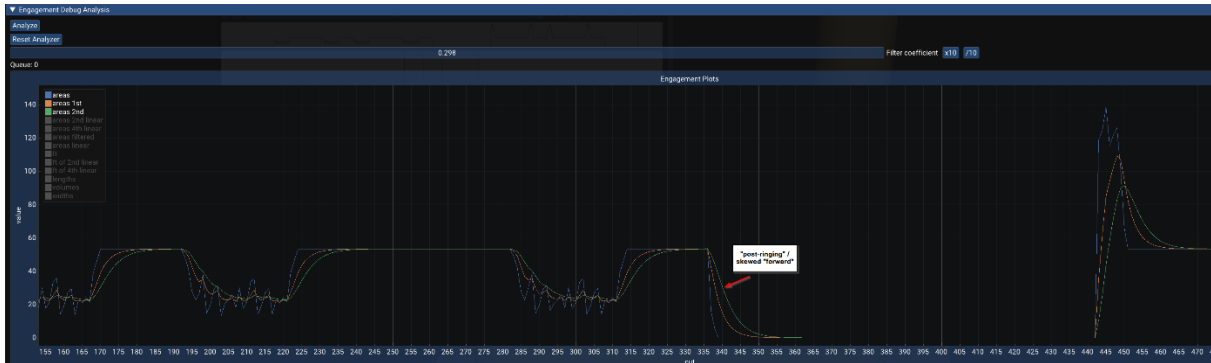 ▼ Engagement Debug Analysis
Analyze
Reset Analyzer
0.298 Filter coefficient x10 /10
Queue: 0
Engagement Plots
areas
areas 1st
areas 2nd
areas 2nd linear
areas 4th linear
areas filtered
areas linear
fit
fit of 2nd linear
fit of 4th linear
lengths
volumes
widths
140
120
100
80
60
40
20
0
value
"post-ringing" /
skewed "forward"
155 160 165 170 175 180 185 190 195 200 205 210 215 220 225 230 235 240 245 250 255 260 265 270 275 280 285 290 295 300 305 310 315 320 325 330 335 340 345 350 355 360 365 370 375 380 385 390 395 400 405 410 415 420 425 430 435 440 445 450 455 460 465 470
cut